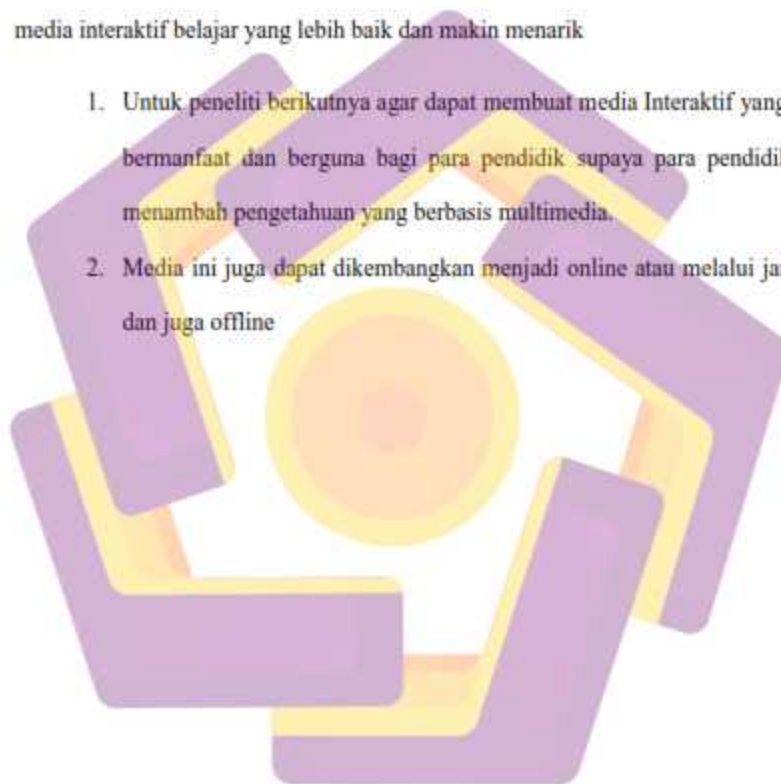 media interaktif belajar yang lebih baik dan makin menarik
1. Untuk peneliti berikutnya agar dapat membuat media Interaktif yang
bermanfaat dan berguna bagi para pendidik supaya para
menambah pengetahuan yang berbasis multimedia.
2. Media ini juga dapat dikembangkan menjadi online atau melalui
dan juga offline